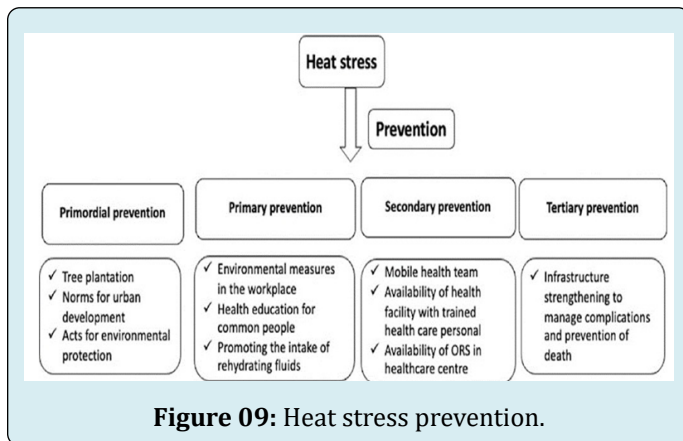 Heat stress
Prevention
Primordial prevention
Primary prevention
Secondary prevention
Tertiary prevention
✓ Tree plantation
✓ Norms for urban
development
✓ Acts for environmental
protection
✓ Environmental measures
in the workplace
✓ Health education for
common people
✓ Promoting the intake of
rehydrating fluids
✓ Mobile health team
✓ Availability of health
facility with trained
health care personal
✓ Availability of ORS in
healthcare centre
✓ Infrastructure
strengthening to
manage complications
and prevention of
death
Figure 09: Heat stress prevention.